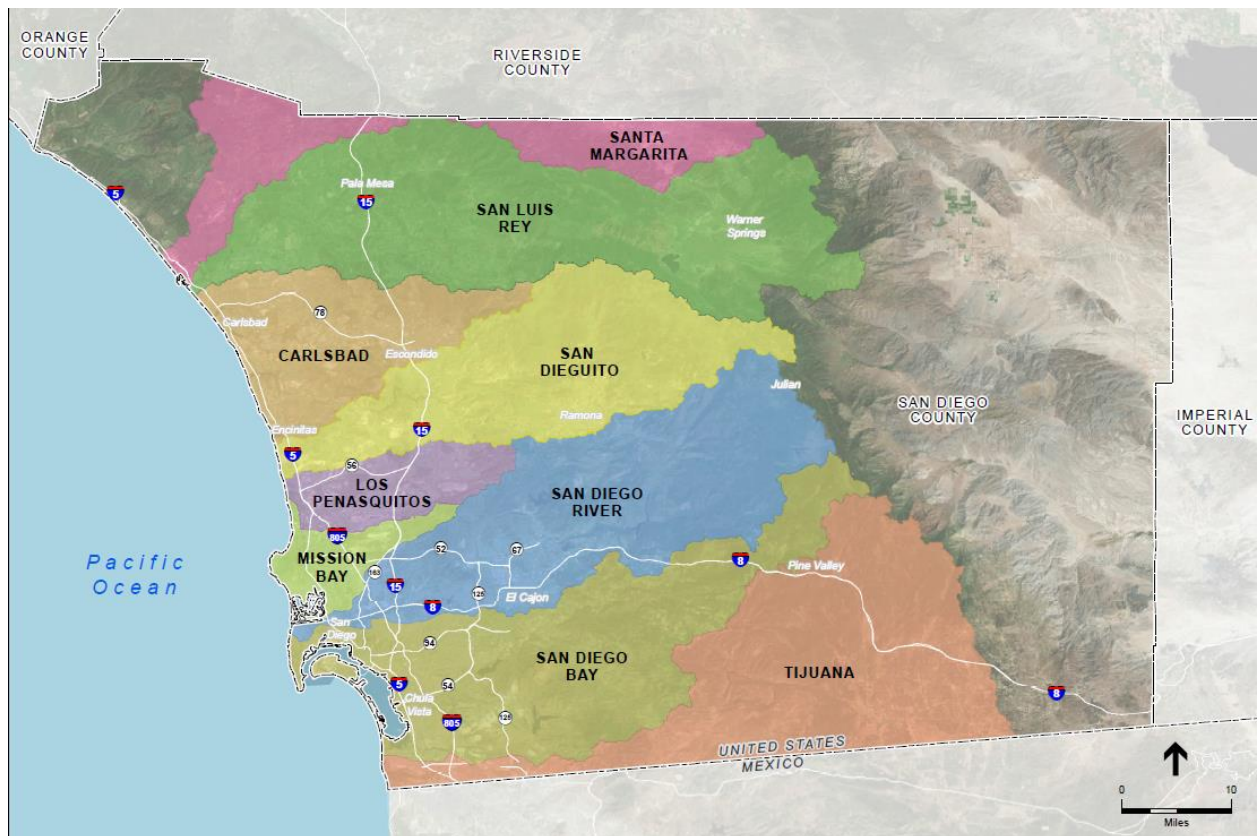 ORANGE
COUNTY
RIVERSIDE
COUNTY
SANTA
MARGARITA
5
Pala Mesa
15
SAN LUIS
REY
Warner
Springs
Carlsbad
78
CARLSBAD
Escondido
SAN
DIEGUITO
Julian
SAN DIEGO
COUNTY
IMPERIAL
COUNTY
Encinitas
15
Ramona
5
56
LOS
PENASQUITOS
SAN DIEGO
RIVER
805
Pacific
Ocean
MISSION
BAY
163
52
67
8
Pine Valley
15
125
El Cajon
8
San
Diego
94
SAN DIEGO
BAY
TIJUANA
5
54
Chula
Vista
805
125
8
UNITED STATES
MEXICO
0
10
Miles